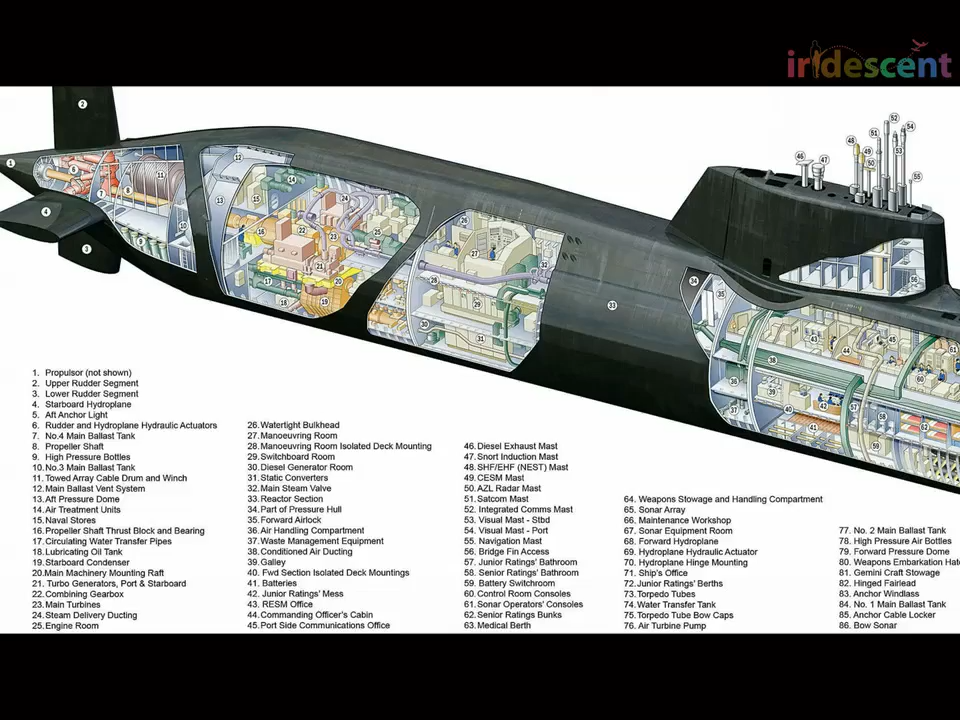 iridescent
1. Propulsor (not shown)
2. Upper Rudder Segment
3. Lower Rudder Segment
4. Starboard Hydroplane
5. Aft Anchor Light
6. Rudder and Hydroplane Hydraulic Actuators
7. No.4 Main Ballast Tank
8. Propeller Shaft
9. High Pressure Bottles
10. No.3 Main Ballast Tank
11. Towed Array Cable Drum and Winch
12. Main Ballast Vent System
13. Aft Pressure Dome
14. Air Treatment Units
15. Naval Stores
16. Propeller Shaft Thrust Block and Bearing
17. Circulating Water Transfer Pipes
18. Lubricating Oil Tank
19. Starboard Condenser
20. Main Machinery Mounting Raft
21. Turbo Generators, Port & Starboard
22. Combining Gearbox
23. Main Turbines
24. Steam Delivery Ducting
25. Engine Room
26. Watertight Bulkhead
27. Manoeuvring Room
28. Manoeuvring Room Isolated Deck Mounting
29. Switchboard Room
30. Diesel Generator Room
31. Static Converters
32. Main Steam Valve
33. Reactor Section
34. Part of Pressure Hull
35. Forward Airlock
36. Air Handling Compartment
37. Waste Management Equipment
38. Conditioned Air Ducting
39. Galley
40. Fwd Section Isolated Deck Mountings
41. Batteries
42. Junior Ratings' Mess
43. RESM Office
44. Commanding Officer's Cabin
45. Port Side Communications Office
46. Diesel Exhaust Mast
47. Snort Induction Mast
48. SHF/EHF (NEST) Mast
49. CESM Mast
50. AZL Radar Mast
51. Satcom Mast
52. Integrated Comms Mast
53. Visual Mast - Stbd
54. Visual Mast - Port
55. Navigation Mast
56. Bridge Fin Access
57. Junior Ratings' Bathroom
58. Senior Ratings' Bathroom
59. Battery Switchroom
60. Control Room Consoles
61. Sonar Operators' Consoles
62. Senior Ratings Bunks
63. Medical Berth
64. Weapons Stowage and Handling Compartment
65. Sonar Array
66. Maintenance Workshop
67. Sonar Equipment Room
68. Forward Hydroplane
69. Hydroplane Hydraulic Actuator
70. Hydroplane Hinge Mounting
71. Ship's Office
72. Junior Ratings' Berths
73. Torpedo Tubes
74. Water Transfer Tank
75. Torpedo Tube Bow Caps
76. Air Turbine Pump
77. No. 2 Main Ballast Tank
78. High Pressure Air Bottles
79. Forward Pressure Dome
80. Weapons Embarkation Hat
81. Gemini Craft Stowage
82. Hinged Fairlead
83. Anchor Windlass
84. No. 1 Main Ballast Tank
85. Anchor Cable Locker
86. Bow Sonar